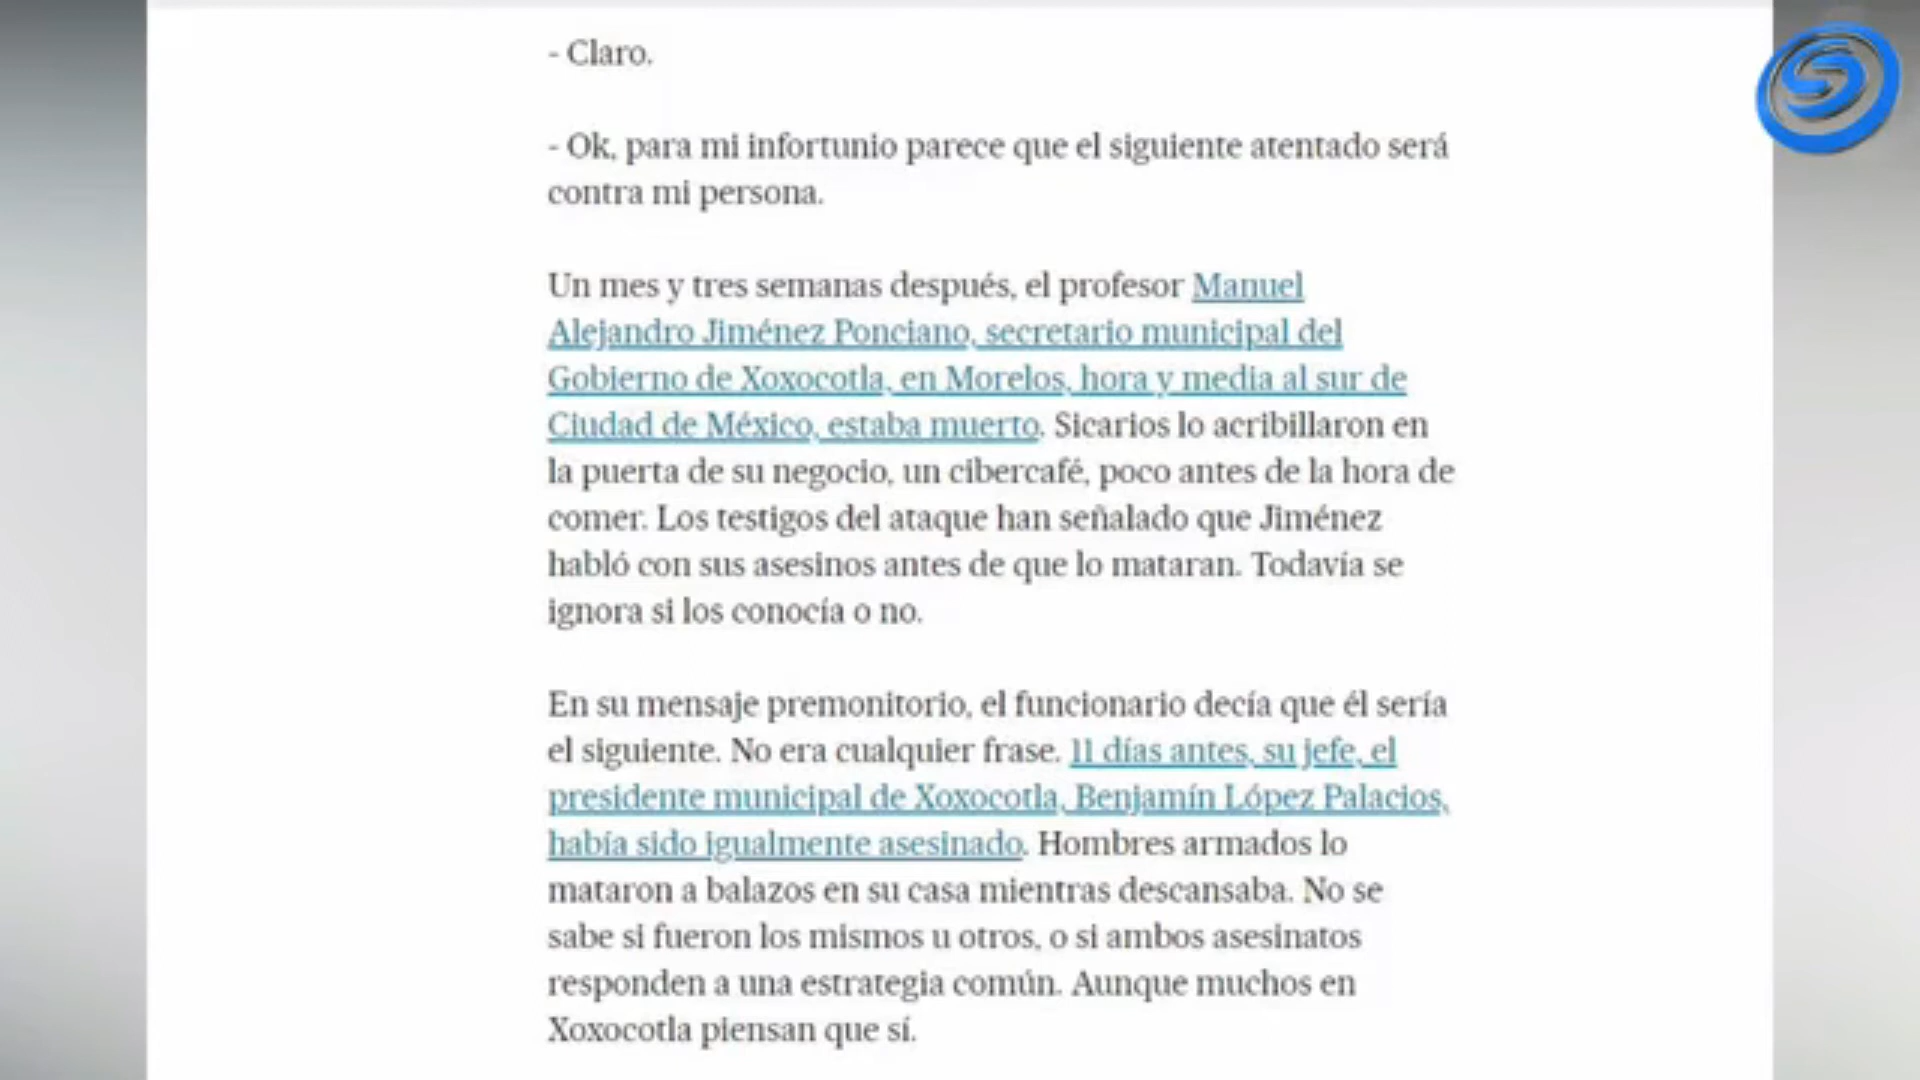 - Claro.
- Ok, para mi infortunio parece que el siguiente atentado será
contra mi persona.
Un mes y tres semanas después, el profesor Manuel
Alejandro Jiménez Ponciano, secretario municipal del
Gobierno de Xoxocotla, en Morelos, hora y media al sur de
Ciudad de México, estaba muerto. Sicarios lo acribillaron en
la puerta de su negocio, un cibercafé, poco antes de la hora de
comer. Los testigos del ataque han señalado que Jiménez
habló con sus asesinos antes de que lo mataran. Todavía se
ignora si los conocía o no.
En su mensaje premonitorio, el funcionario decía que él sería
el siguiente. No era cualquier frase. 11 días antes, su jefe, el
presidente municipal de Xoxocotla, Benjamín López Palacios,
había sido igualmente asesinado. Hombres armados lo
mataron a balazos en su casa mientras descansaba. No se
sabe si fueron los mismos u otros, o si ambos asesinatos
responden a una estrategia común. Aunque muchos en
Xoxocotla piensan que sí.